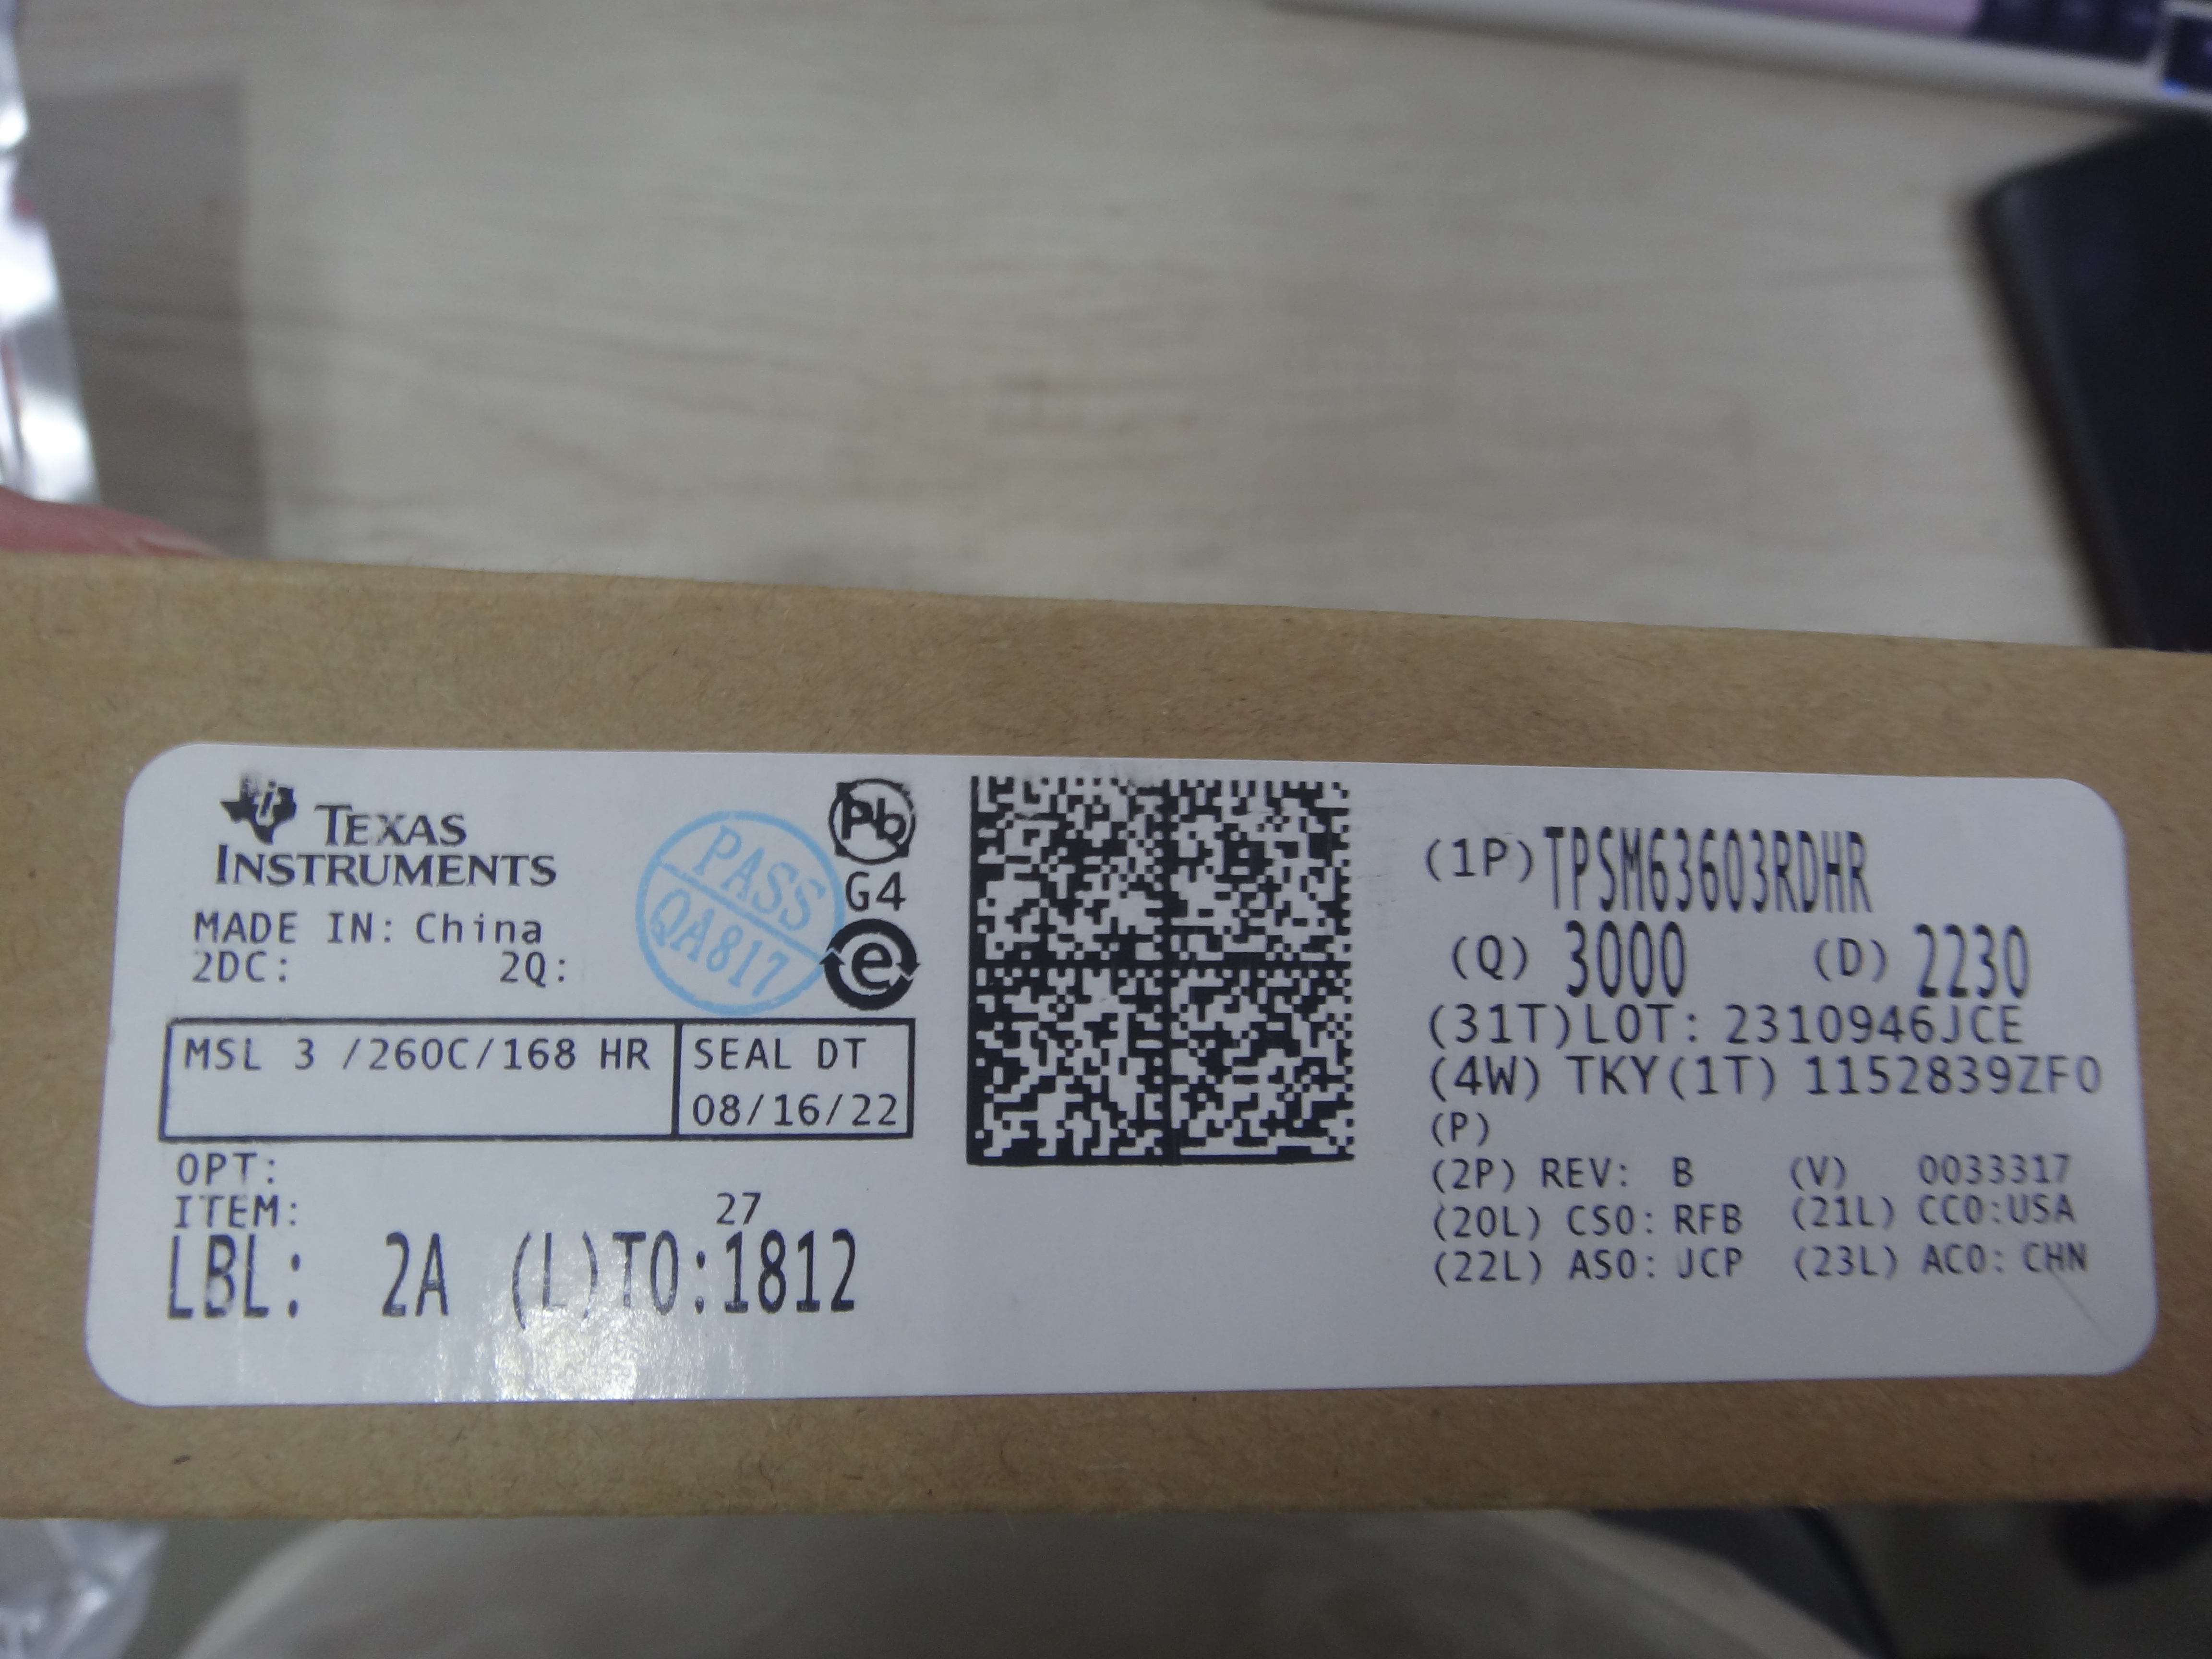 TEXAS
INSTRUMENTS
MADE IN: China
2DC: 2Q:
PASS
QA817
Pb
G4
e
MSL 3 /260C/168 HR
SEAL DT
08/16/22
OPT:
ITEM:
27
LBL: 2A (L)TO:1812
(1P)TPSM63603RDHR
(Q) 3000 (D) 2230
(31T)LOT: 2310946JCE
(4W) TKY(1T) 1152839ZFO
(P)
(2P) REV: B (V) 0033317
(20L) CSO: RFB (21L) CCO:USA
(22L) ASO: JCP (23L) ACO: CHN